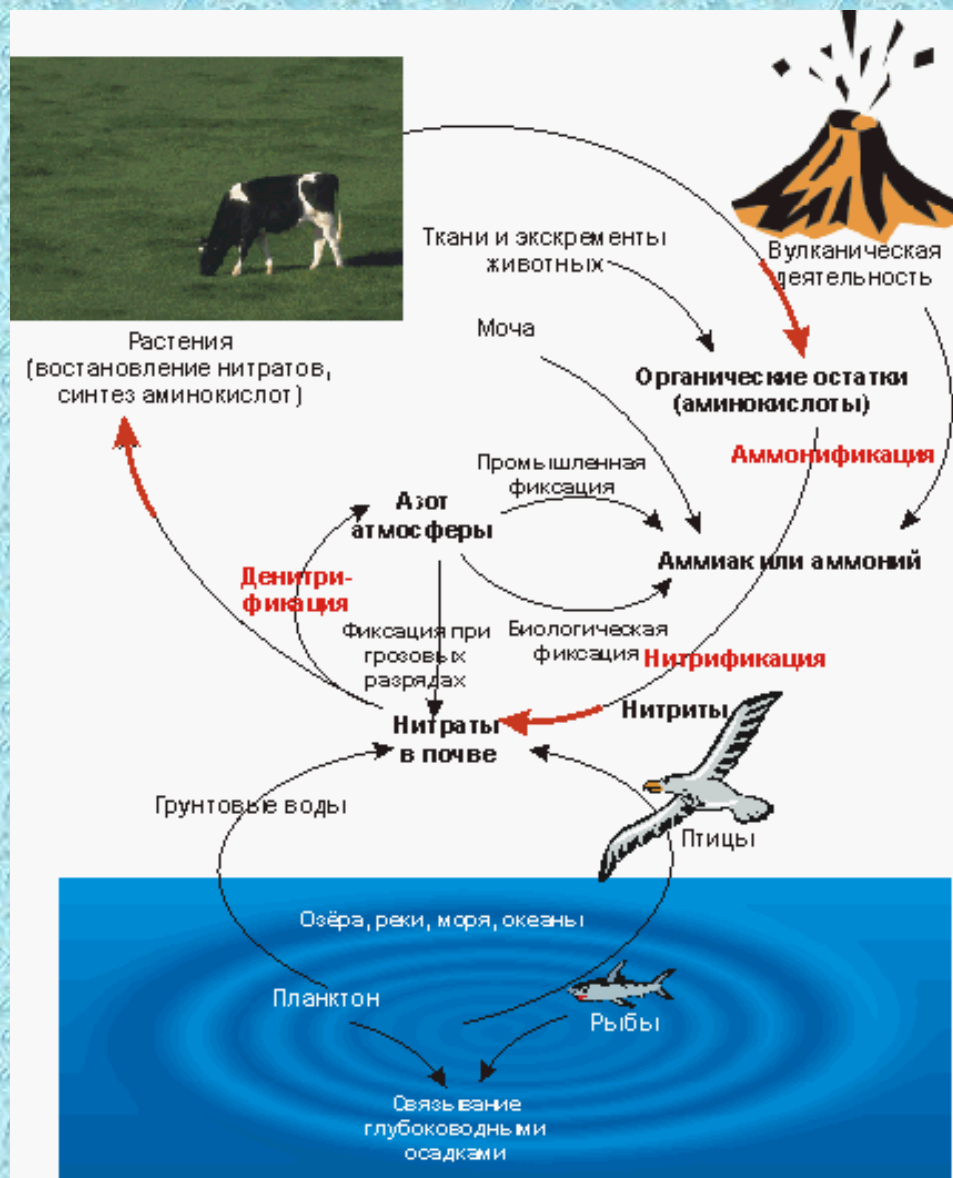 Ткани и экскременты
животных
Вулканическая
деятельность
Моча
Растения
(востановление нитратов,
синтез аминокислот)
Органические остатки
(аминокислоты)
Аммонификация
Промышленная
фиксация
Азот
атмосферы
Аммиак или аммоний
Денитри-
фикация
Фиксация при
грозовых
разрядах
Биологическая
фиксация
Нитрификация
Нитриты
Нитраты
в почве
Грунтовые воды
Птицы
Озёра, реки, моря, океаны
Планктон
Рыбы
Связывание
глубоководными
осадками